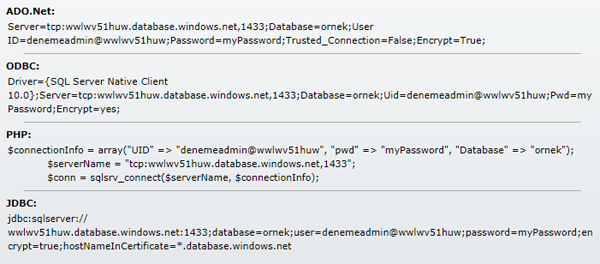 ADO.Net:
Server=tcp:wwlwv51huw.database.windows.net,1433;Database=ornek;User
ID=denemeadmin@wwlwv51huw;Password=myPassword;Trusted_Connection=False;Encrypt=True;
ODBC:
Driver={SQL Server Native Client
10.0};Server=tcp:wwlwv51huw.database.windows.net,1433;Database=ornek;Uid=denemeadmin@wwlwv51huw;Pwd=my
Password;Encrypt=yes;
PHP:
$connectionInfo = array("UID" => "denemeadmin@wwlwv51huw", "pwd" => "myPassword", "Database" => "ornek");
$serverName = "tcp:wwlwv51huw.database.windows.net,1433";
$conn = sqlsrv_connect($serverName, $connectionInfo);
JDBC:
jdbc:sqlserver://
wwlwv51huw.database.windows.net:1433;database=ornek;user=denemeadmin@wwlwv51huw;password=myPassword;en
crypt=true;hostNameInCertificate=*.database.windows.net